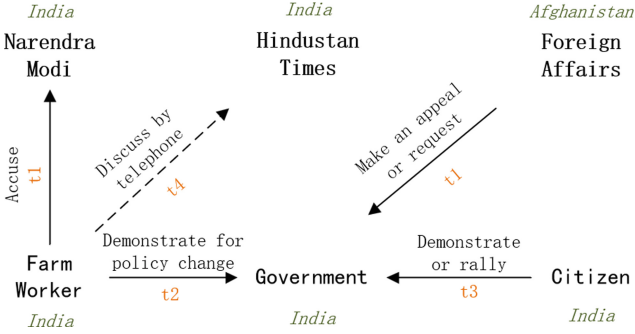 India
India
Afghanistan
Narendra
Modi
Hindustan
Times
Foreign
Affairs
Accuse
t1
Discuss by
telephone
t4
Make an appeal
or request
t1
Farm
Worker
Demonstrate for
policy change
t2
Government
Demonstrate
or rally
t3
Citizen
India
India
India